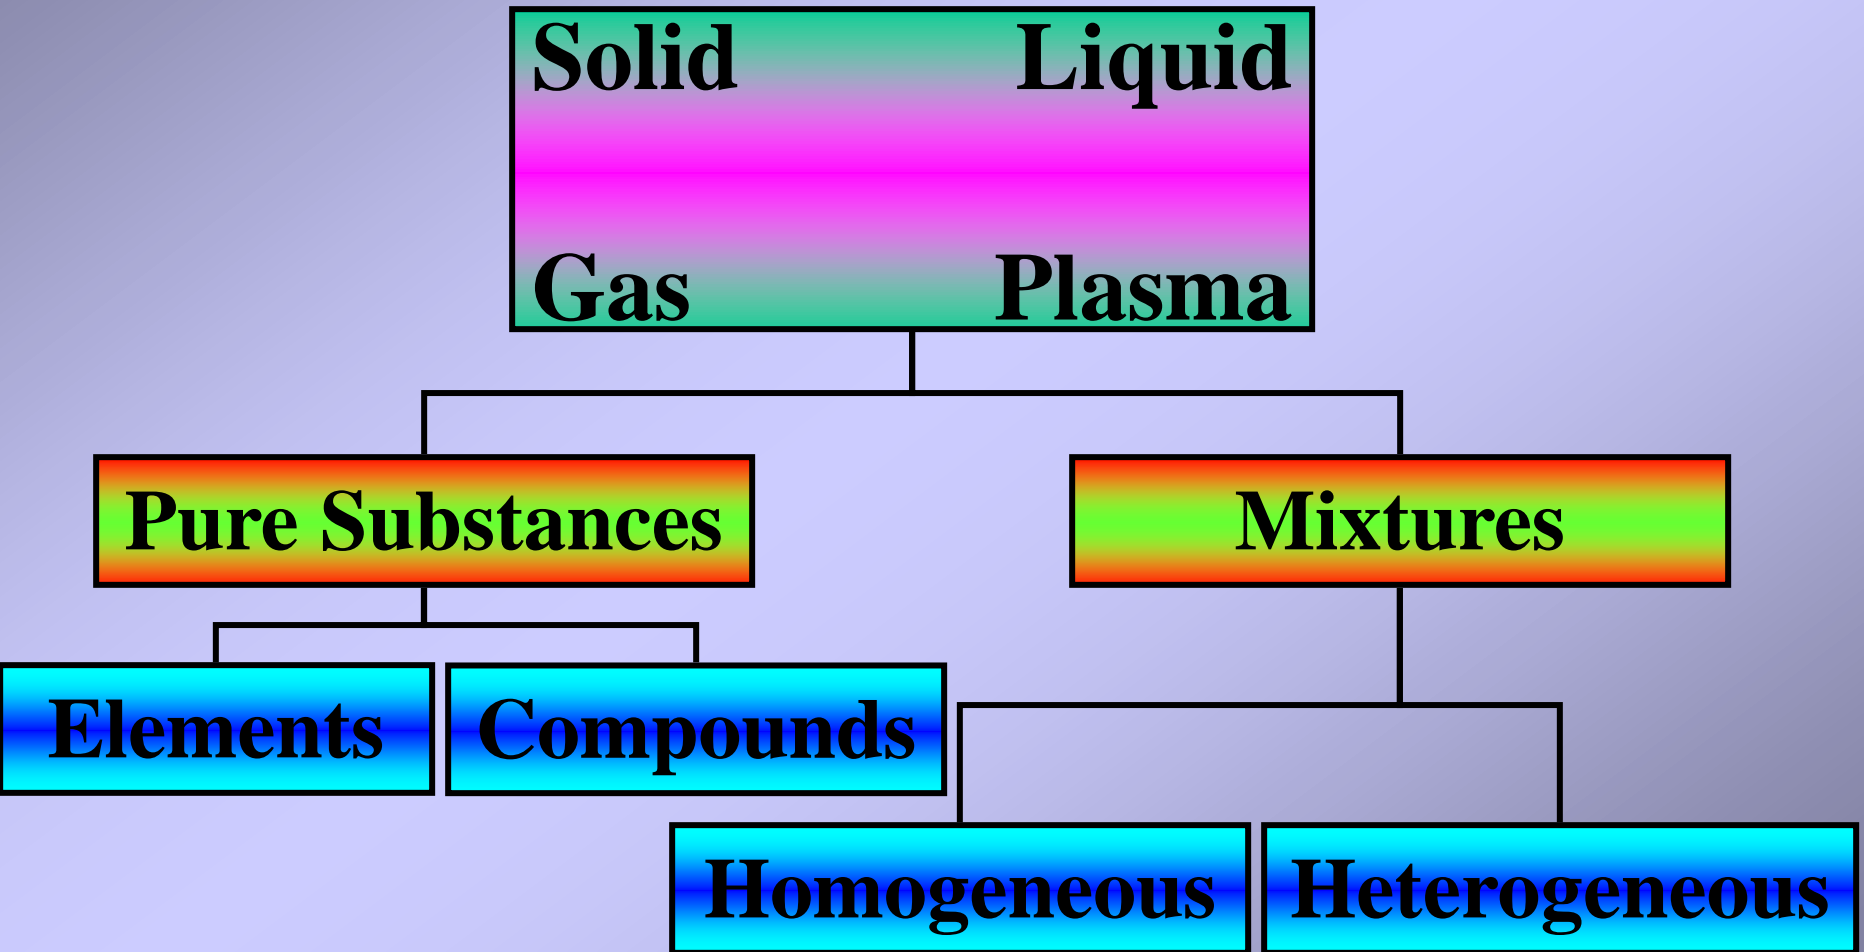 Solid Liquid
Gas Plasma
Pure Substances
Mixtures
Elements
Compounds
Homogeneous
Heterogeneous